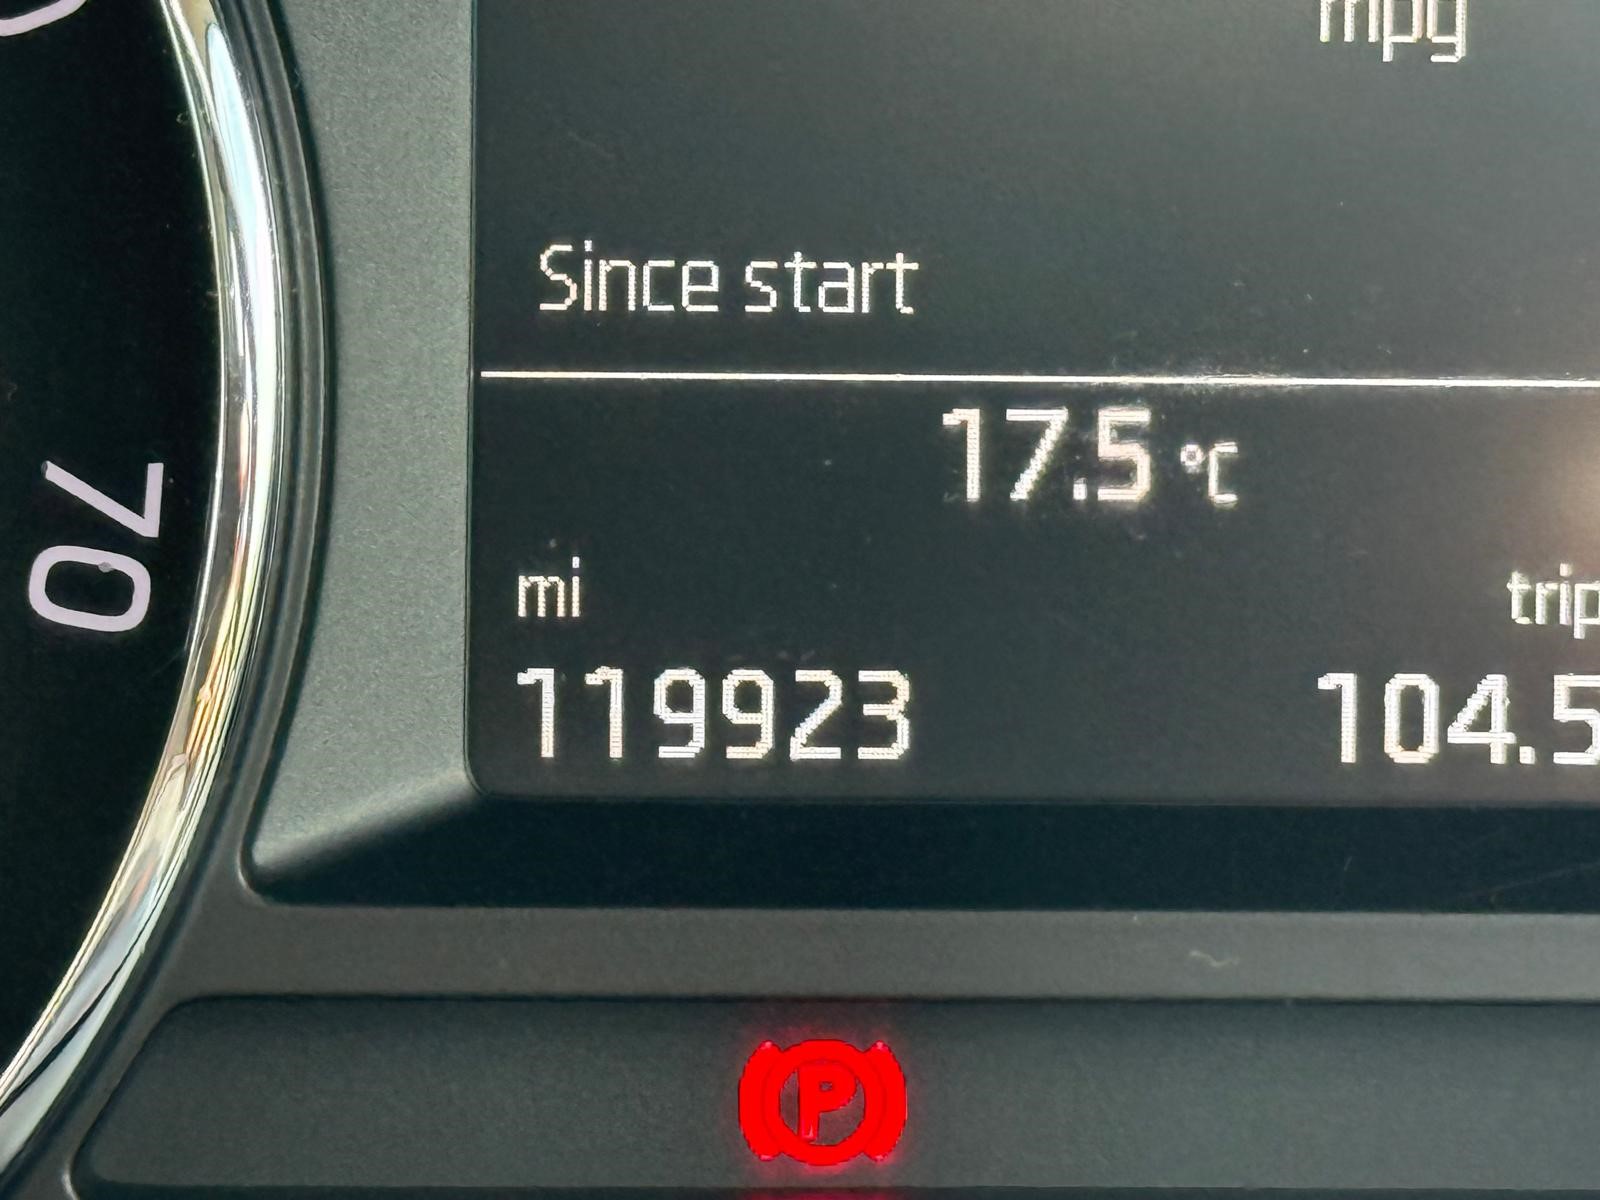 mpg
Since start
17.5 °C
mi trip
119923 104.5
70
P